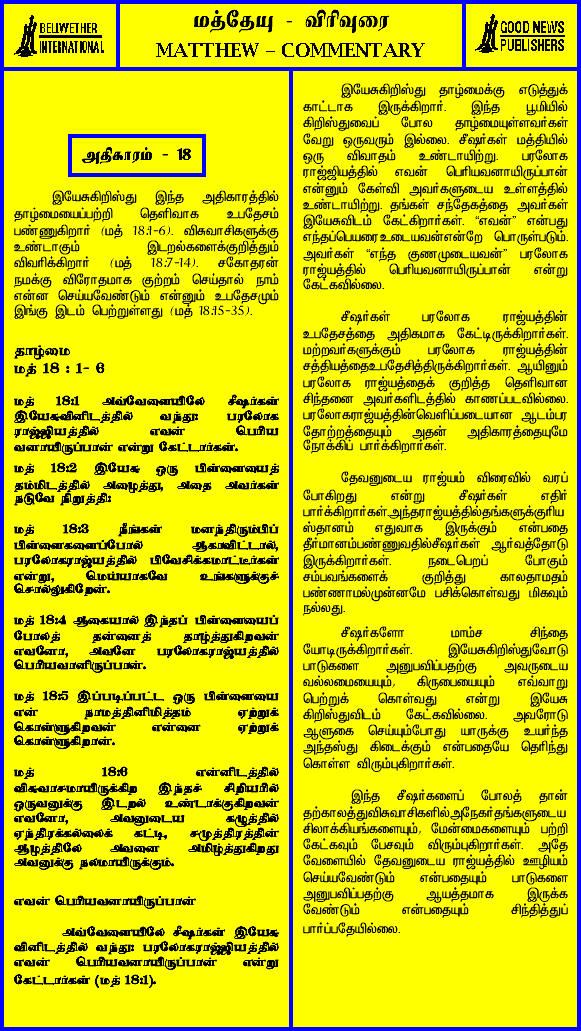 BELWETHER
INTERNATIONAL
மத்தேயு - விரிவுரை
MATTHEW – COMMENTARY
GOOD NEWS
PUBLISHERS
அதிகாரம் - 18
இயேசுகிறிஸ்து இந்த அதிகாரத்தில்
தாழ்மையைப்பற்றி தெளிவாக உபதேசம்
பண்ணுகிறார் (மத் 18:1-6). விசுவாசிகளுக்கு
உண்டாகும் இடறல்களைக்குறித்தும்
விவரிக்கிறார் (மத் 18:7-14). சகோதரன்
நமக்கு விரோதமாக குற்றம் செய்தால் நாம்
என்ன செய்யவேண்டும் என்னும் உபதேசமும்
இங்கு இடம் பெற்றுள்ளது (மத் 18:15-35).
தாழ்மை
மத் 18 : 1- 6
மத் 18:1 அவ்வேளையிலே சீஷர்கள்
இயேசுவினிடத்தில் வந்து: பரலோக
ராஜ்ஜியத்தில் எவன் பெரிய
வனாயிருப்பான் என்று கேட்டார்கள்.
மத் 18:2 இயேசு ஒரு பிள்ளையைத்
தம்மிடத்தில் அழைத்து, அதை அவர்கள்
நடுவே நிறுத்தி:
மத் 18:3 நீங்கள் மனந்திரும்பிப்
பிள்ளைகளைப்போல் ஆகாவிட்டால்,
பரலோகராஜ்யத்தில் பிரவேசிக்கமாட்டீர்கள்
என்று, மெய்யாகவே உங்களுக்குச்
சொல்லுகிறேன்.
மத் 18:4 ஆகையால் இந்தப் பிள்ளையைப்
போலத் தன்னைத் தாழ்த்துகிறவன்
எவனோ, அவனே பரலோகராஜ்யத்தில்
பெரியவனாயிருப்பான்.
மத் 18:5 இப்படிப்பட்ட ஒரு பிள்ளையை
என் நாமத்தினிமித்தம் ஏற்றுக்
கொள்ளுகிறவன் என்னை ஏற்றுக்
கொள்ளுகிறான்.
மத் 18:6 என்னிடத்தில்
விசுவாசமாயிருக்கிற இந்தச் சிறியரில்
ஒருவனுக்கு இடறல் உண்டாக்குகிறவன்
எவனோ, அவனுடைய கழுத்தில்
ஏந்திரக்கல்லைக் கட்டி, சமுத்திரத்தின்
ஆழத்திலே அவனை அமிழ்த்துகிறது
அவனுக்கு நலமாயிருக்கும்.
எவன் பெரியவனாயிருப்பான்
அவ்வேளையிலே சீஷர்கள் இயேசு
வினிடத்தில் வந்து: பரலோகராஜ்ஜியத்தில்
எவன் பெரியவனாயிருப்பான் என்று
கேட்டார்கள் (மத் 18:1).
இயேசுகிறிஸ்து தாழ்மைக்கு எடுத்துக்
காட்டாக இருக்கிறார். இந்த பூமியில்
கிறிஸ்துவைப் போல தாழ்மையுள்ளவர்கள்
வேறு ஒருவரும் இல்லை. சீஷர்கள் மத்தியில்
ஒரு விவாதம் உண்டாயிற்று. பரலோக
ராஜ்ஜியத்தில் எவன் பெரியவனாயிருப்பான்
என்னும் கேள்வி அவர்களுடைய உள்ளத்தில்
உண்டாயிற்று. தங்கள் சந்தேகத்தை அவர்கள்
இயேசுவிடம் கேட்கிறார்கள். “எவன்” என்பது
எந்தப்பெயரை உடையவன்என்றே பொருள்படும்.
அவர்கள் “எந்த குணமுடையவன்” பரலோக
ராஜ்யத்தில் பெரியவனாயிருப்பான் என்று
கேட்கவில்லை.
சீஷர்கள் பரலோக ராஜ்யத்தின்
உபதேசத்தை அதிகமாக கேட்டிருக்கிறார்கள்.
மற்றவர்களுக்கும் பரலோக ராஜ்யத்தின்
சத்தியத்தைஉபதேசித்திருக்கிறார்கள். ஆயினும்
பரலோக ராஜ்யத்தைக் குறித்த தெளிவான
சிந்தனை அவர்களிடத்தில் காணப்படவில்லை.
பரலோகராஜ்யத்தின்வெளிப்படையான ஆடம்பர
தோற்றத்தையும் அதன் அதிகாரத்தையுமே
நோக்கிப் பார்க்கிறார்கள்.
தேவனுடைய ராஜ்யம் விரைவில் வரப்
போகிறது என்று சீஷர்கள் எதிர்
பார்க்கிறார்கள்.அந்தராஜ்யத்தில்தங்களுக்குரிய
ஸ்தானம் எதுவாக இருக்கும் என்பதை
தீர்மானம்பண்ணுவதில்சீஷர்கள் ஆர்வத்தோடு
இருக்கிறார்கள். நடைபெறப் போகும்
சம்பவங்களைக் குறித்து காலதாமதம்
பண்ணாமல்முன்னமே பேசிக்கொள்வது மிகவும்
நல்லது.
சீஷர்களோ மாம்ச சிந்தை
யோடிருக்கிறார்கள். இயேசுகிறிஸ்துவோடு
பாடுகளை அனுபவிப்பதற்கு அவருடைய
வல்லமையையும், கிருபையையும் எவ்வாறு
பெற்றுக் கொள்வது என்று இயேசு
கிறிஸ்துவிடம் கேட்கவில்லை. அவரோடு
ஆளுகை செய்யும்போது யாருக்கு உயர்ந்த
அந்தஸ்து கிடைக்கும் என்பதையே தெரிந்து
கொள்ள விரும்புகிறார்கள்.
இந்த சீஷர்களைப் போலத் தான்
தற்காலத்துவிசுவாசிகளில்அநேகர்தங்களுடைய
சிலாக்கியங்களையும், மேன்மைகளையும் பற்றி
கேட்கவும் பேசவும் விரும்புகிறார்கள். அதே
வேளையில் தேவனுடைய ராஜ்யத்தில் ஊழியம்
செய்யவேண்டும் என்பதையும் பாடுகளை
அனுபவிப்பதற்கு ஆயத்தமாக இருக்க
வேண்டும் என்பதையும் சிந்தித்துப்
பார்ப்பதேயில்லை.